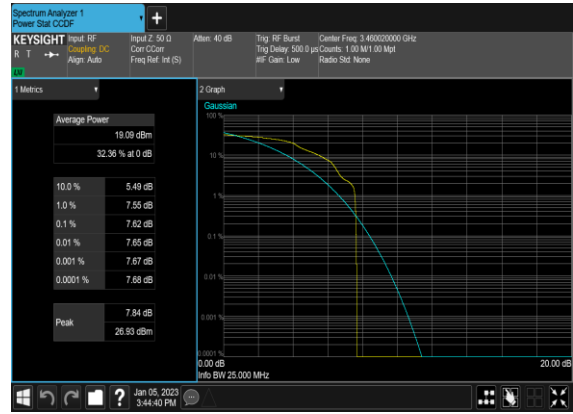 Spectrum Analyzer 1
Power Stat CCDF
KEYSIGHT
R T
LXI
Input: RF
Coupling: DC
Align: Auto
Input Z: 50 Ω
Corr CCorr
Freq Ref: Int (S)
Atten: 40 dB
Trig: RF Burst
Trig Delay: 500.0 µs
#IF Gain: Low
Center Freq: 3.460020000 GHz
Counts: 1.00 M/1.00 Mpt
Radio Std: None
1 Metrics
Average Power
19.09 dBm
32.36 % at 0 dB
10.0 % 5.49 dB
1.0 % 7.55 dB
0.1 % 7.62 dB
0.01 % 7.65 dB
0.001 % 7.67 dB
0.0001 % 7.68 dB
Peak
7.84 dB
26.93 dBm
2 Graph
Gaussian
100 %
10 %
1 %
0.1 %
0.01 %
0.001 %
0.0001 %
0.00 dB
20.00 dB
Info BW 25.000 MHz
?
Jan 05, 2023
3:44:40 PM